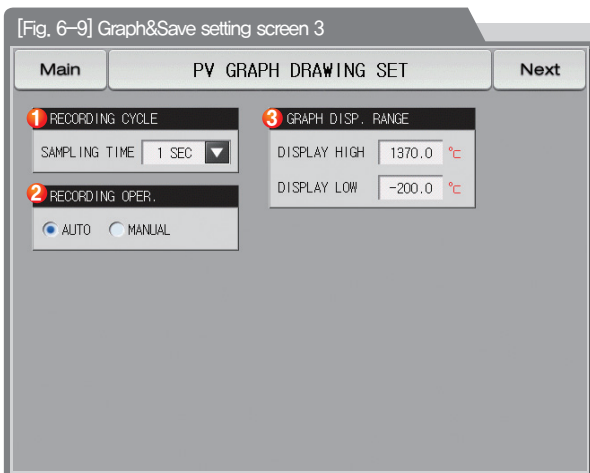 [Fig. 6-9] Graph&Save setting screen 3
Main
PV GRAPH DRAWING SET
Next
1 RECORDING CYCLE
SAMPLING TIME 1 SEC
2 RECORDING OPER.
AUTO MANUAL
3 GRAPH DISP. RANGE
DISPLAY HIGH 1370.0 ℃
DISPLAY LOW -200.0 ℃